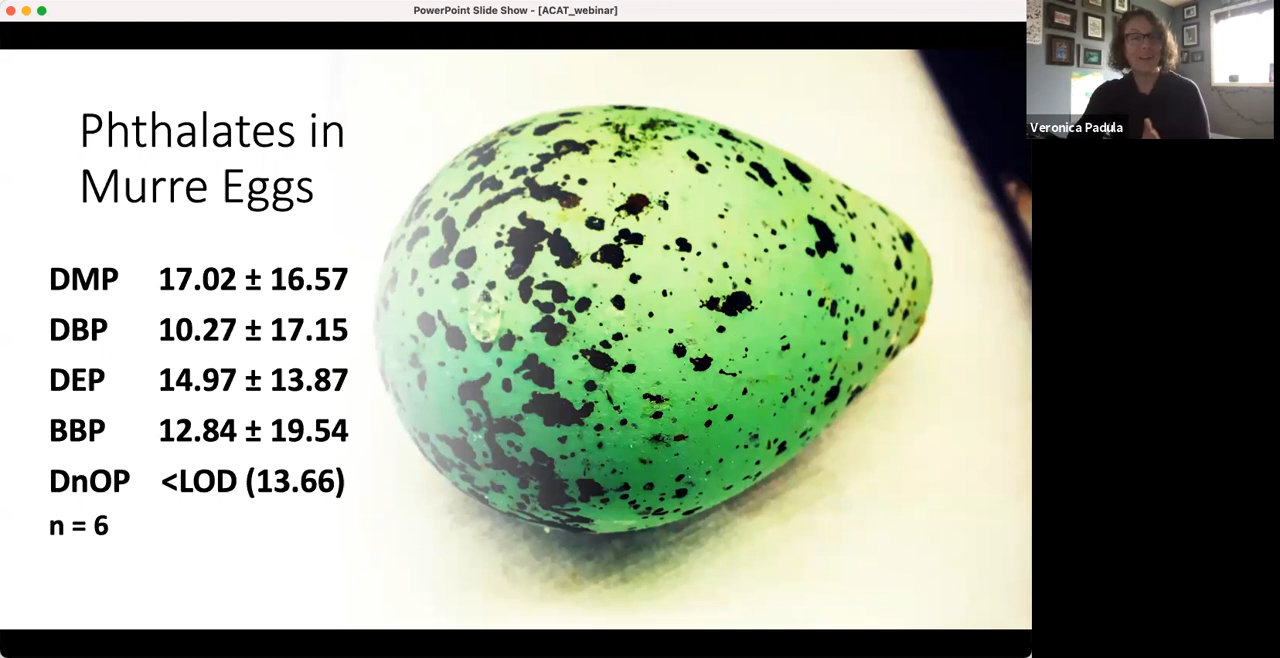 PowerPoint Slide Show - [ACAT_webinar]
Phthalates in
Murre Eggs
DMP 17.02 ± 16.57
DBP 10.27 ± 17.15
DEP 14.97 ± 13.87
BBP 12.84 ± 19.54
DnOP <LOD (13.66)
n = 6
Veronica Padula